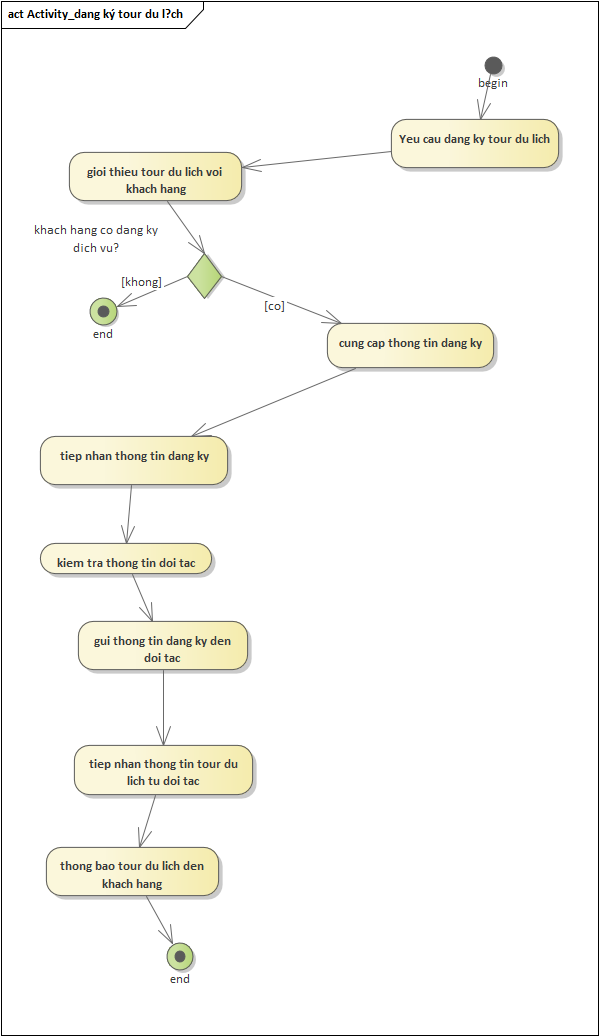 act Activity_dang ký tour du l?ch
begin
Yeu cau dang ky tour du lich
gioi thieu tour du lich voi
khach hang
khach hang co dang ky
dich vu?
[khong]
[co]
end
cung cap thong tin dang ky
tiep nhan thong tin dang ky
kiem tra thong tin doi tac
gui thong tin dang ky den
doi tac
tiep nhan thong tin tour du
lich tu doi tac
thong bao tour du lich den
khach hang
end